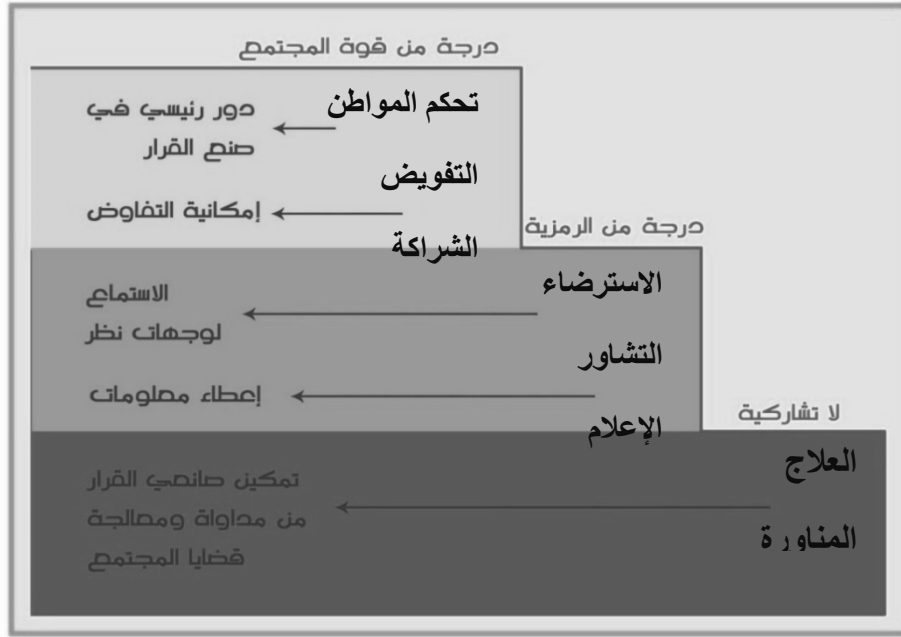 درجة من قوة المجتمع
تحكم المواطن
دور رئيسي في
صنع القرار
التفويض
إمكانية التفاوض
الشراكة
درجة من الرمزية
الاسترضاء
الاستماع
لوجهات نظر
التشاور
إعطاء معلومات
الإعلام
لا تشاركية
العلاج
تمكين صانعي القرار
من مداواة ومعالجة
قضايا المجتمع
المناورة